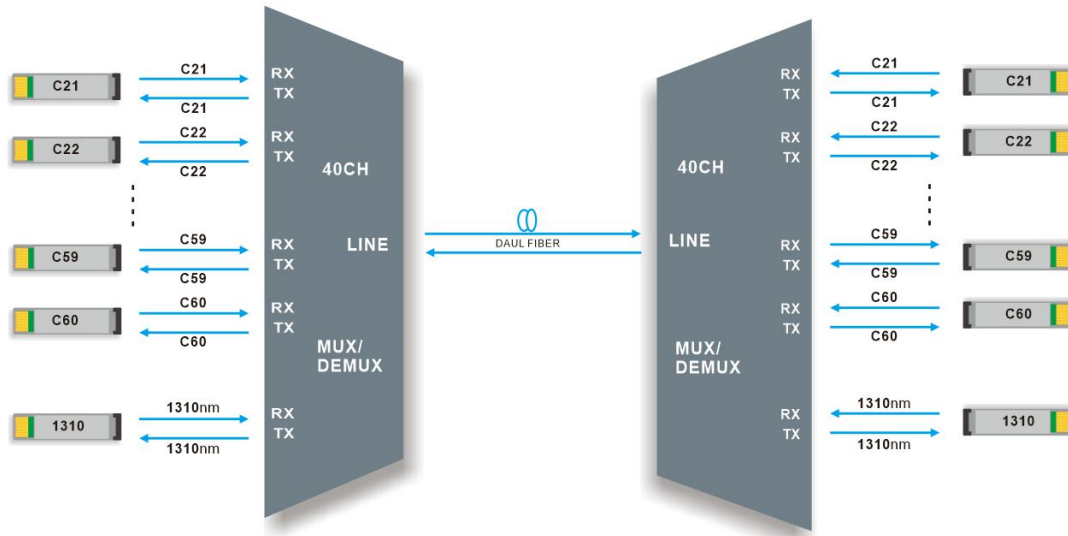 C21
C21
C21
RX
TX
C22
C22
C22
RX
TX
40CH
C59
C59
C59
RX
TX
LINE
C60
C60
C60
RX
TX
MUX/
DEMUX
1310
1310nm
1310nm
RX
TX
DAUL FIBER
RX
TX
C21
C21
C21
RX
TX
C22
C22
C22
40CH
LINE
RX
TX
C59
C59
C59
RX
TX
C60
C60
C60
MUX/
DEMUX
RX
TX
1310nm
1310nm
1310